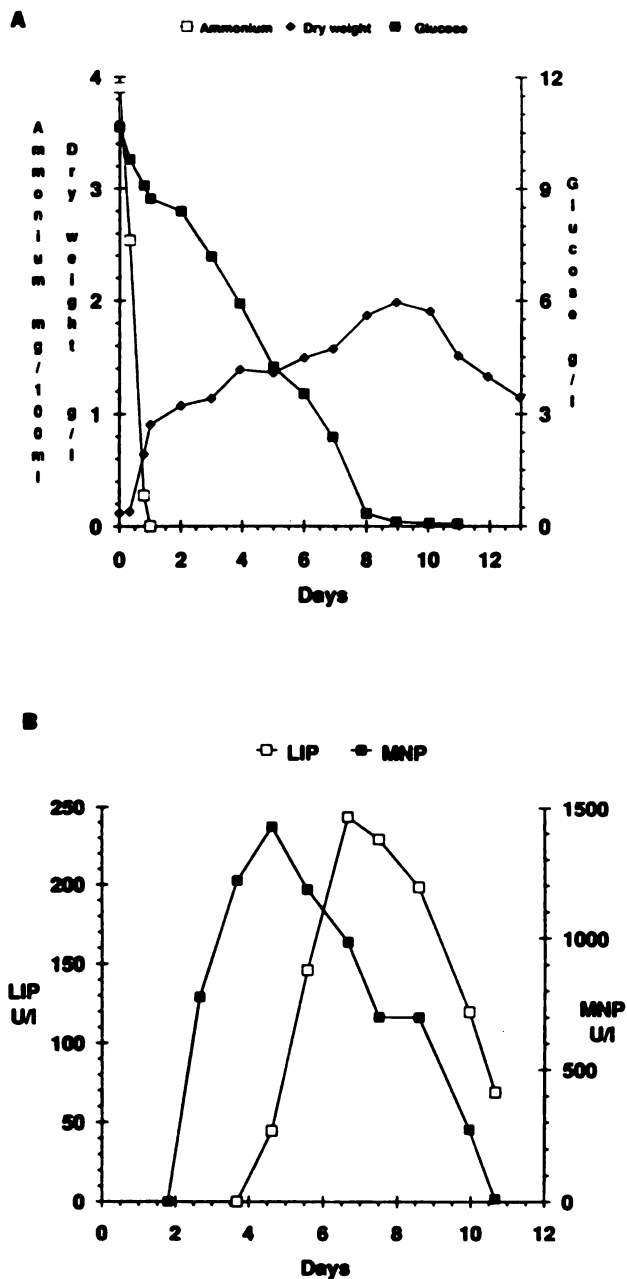 A
Ammonium Dry weight Glucose
4
3
2
1
0
Ammonium mg/100ml
Dry weight g/l
12
9
6
3
0
Glucose g/l
0 2 4 6 8 10 12
Days
B
LIP MNP
250
200
150
100
50
0
LIP
U/l
1500
1000
500
0
MNP
U/l
0 2 4 6 8 10 12
Days